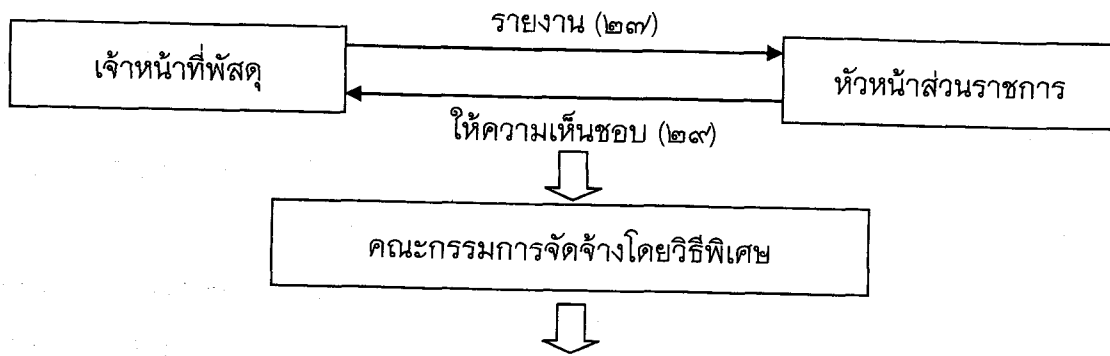 รายงาน (๒๗)
เจ้าหน้าที่พัสดุ
หัวหน้าส่วนราชการ
ให้ความเห็นชอบ (๒๙)
คณะกรรมการจัดจ้างโดยวิธีพิเศษ